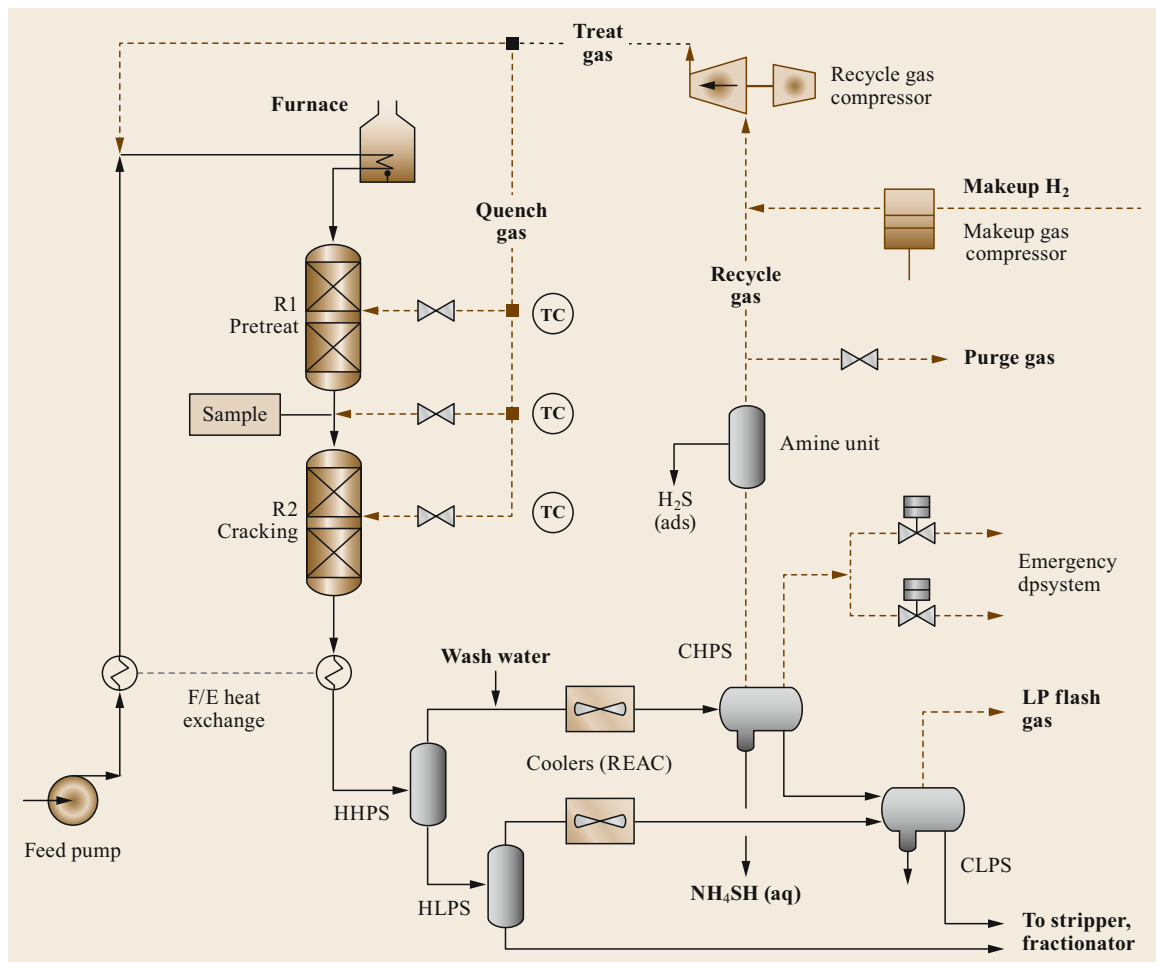 Treat
gas
Recycle gas
compressor
Furnace
Makeup H₂
Makeup gas
compressor
Quench
gas
Recycle
gas
R1
Pretreat
TC
Purge gas
Sample
TC
Amine unit
H₂S
(ads)
R2
Cracking
TC
Emergency
dpsystem
CHPS
Wash water
F/E heat
exchange
LP flash
gas
Coolers (REAC)
HHPS
Feed pump
CLPS
NH₄SH (aq)
HLPS
To stripper,
fractionator